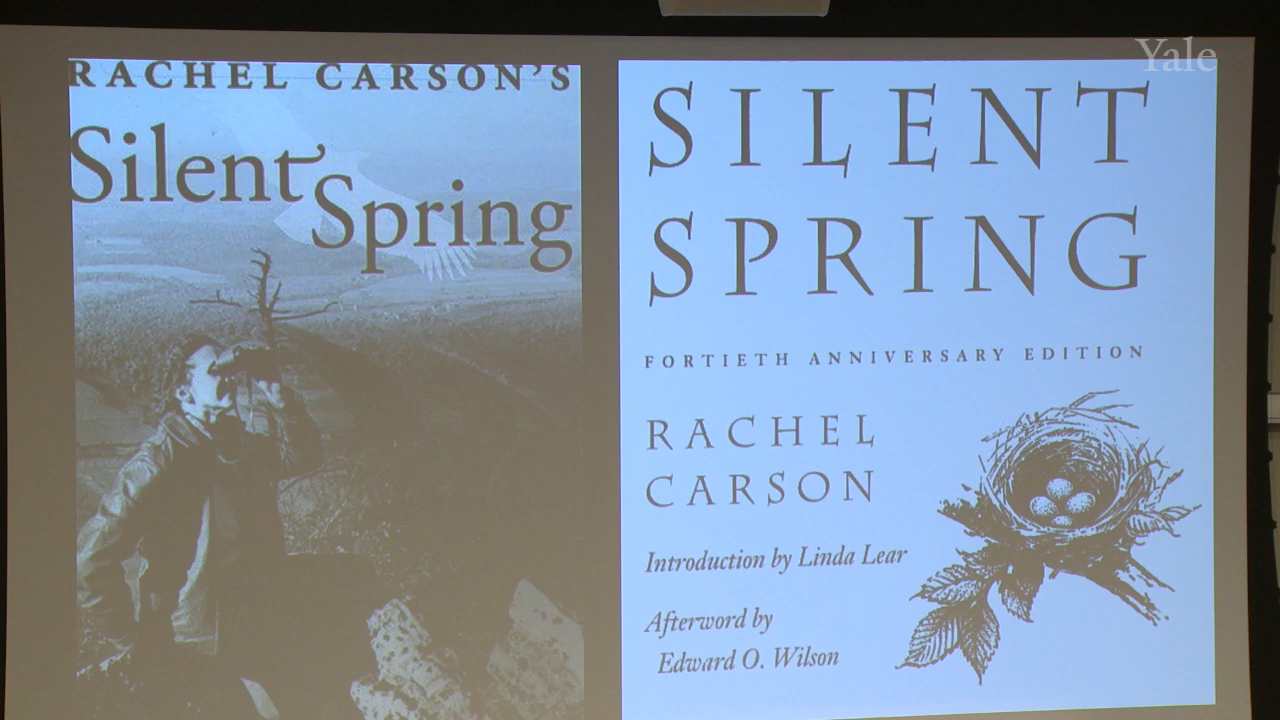 RACHEL CARSON'S
Silent
Spring
SILENT
SPRING
FORTIETH ANNIVERSARY EDITION
RACHEL
CARSON
Introduction by Linda Lear
Afterword by
Edward O. Wilson
Yale